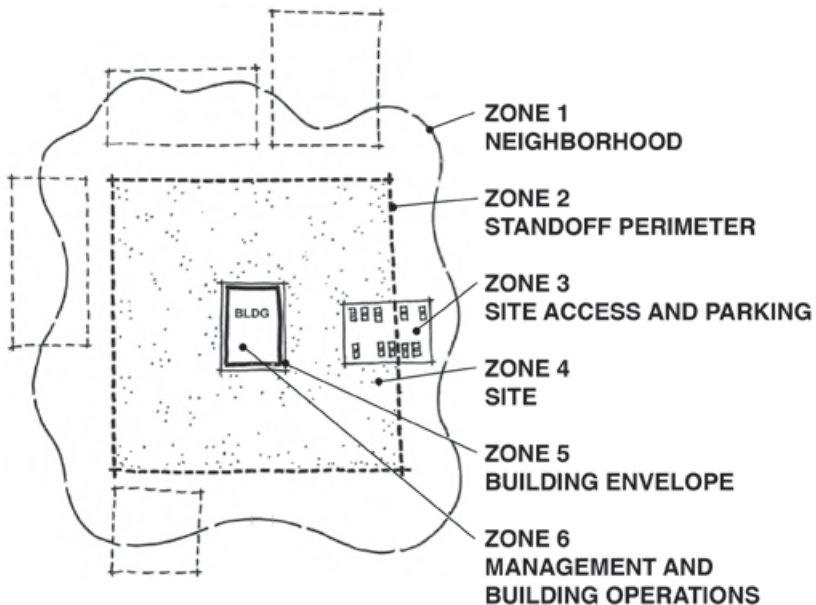 ZONE 1
NEIGHBORHOOD
ZONE 2
STANDOFF PERIMETER
ZONE 3
SITE ACCESS AND PARKING
BLDG
ZONE 4
SITE
ZONE 5
BUILDING ENVELOPE
ZONE 6
MANAGEMENT AND
BUILDING OPERATIONS